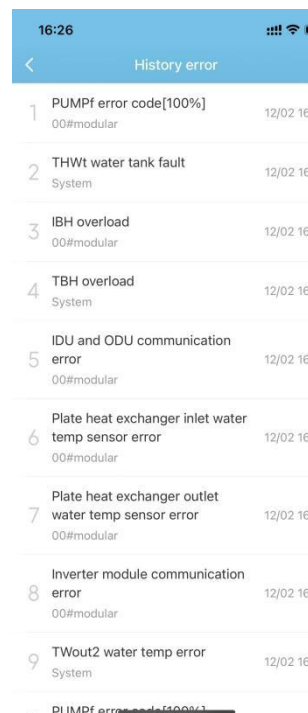 16:26
History error
1 PUMPf error code[100%] 12/02 16
00#modular
2 THWt water tank fault 12/02 16
System
3 IBH overload 12/02 16
00#modular
4 TBH overload 12/02 16
System
IDU and ODU communication
5 error 12/02 16
00#modular
Plate heat exchanger inlet water
6 temp sensor error 12/02 16
00#modular
Plate heat exchanger outlet
7 water temp sensor error 12/02 16
00#modular
Inverter module communication
8 error 12/02 16
00#modular
9 TWout2 water temp error 12/02 16
System
PUMPf error code[100%]